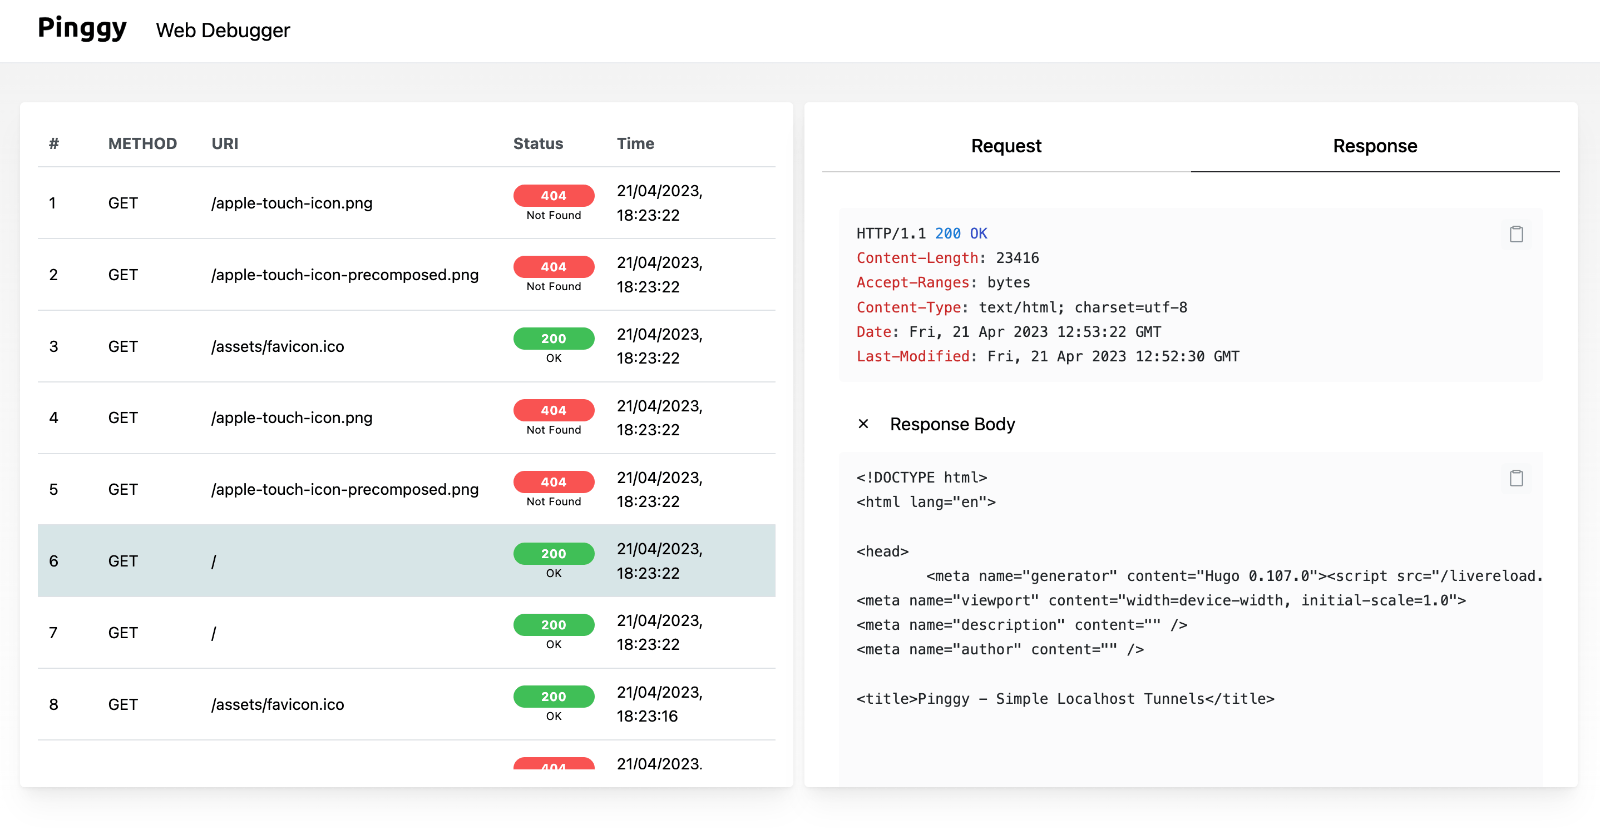 Pinggy Web Debugger
# METHOD URI Status Time
1 GET /apple-touch-icon.png 404 Not Found 21/04/2023, 18:23:22
2 GET /apple-touch-icon-precomposed.png 404 Not Found 21/04/2023, 18:23:22
3 GET /assets/favicon.ico 200 OK 21/04/2023, 18:23:22
4 GET /apple-touch-icon.png 404 Not Found 21/04/2023, 18:23:22
5 GET /apple-touch-icon-precomposed.png 404 Not Found 21/04/2023, 18:23:22
6 GET / 200 OK 21/04/2023, 18:23:22
7 GET / 200 OK 21/04/2023, 18:23:22
8 GET /assets/favicon.ico 200 OK 21/04/2023, 18:23:16
404 21/04/2023,
Request Response
HTTP/1.1 200 OK
Content-Length: 23416
Accept-Ranges: bytes
Content-Type: text/html; charset=utf-8
Date: Fri, 21 Apr 2023 12:53:22 GMT
Last-Modified: Fri, 21 Apr 2023 12:52:30 GMT
× Response Body
<!DOCTYPE html>
<html lang="en">
<head>
<meta name="generator" content="Hugo 0.107.0"><script src="/livereload.
<meta name="viewport" content="width=device-width, initial-scale=1.0">
<meta name="description" content="" />
<meta name="author" content="" />
<title>Pinggy - Simple Localhost Tunnels</title>